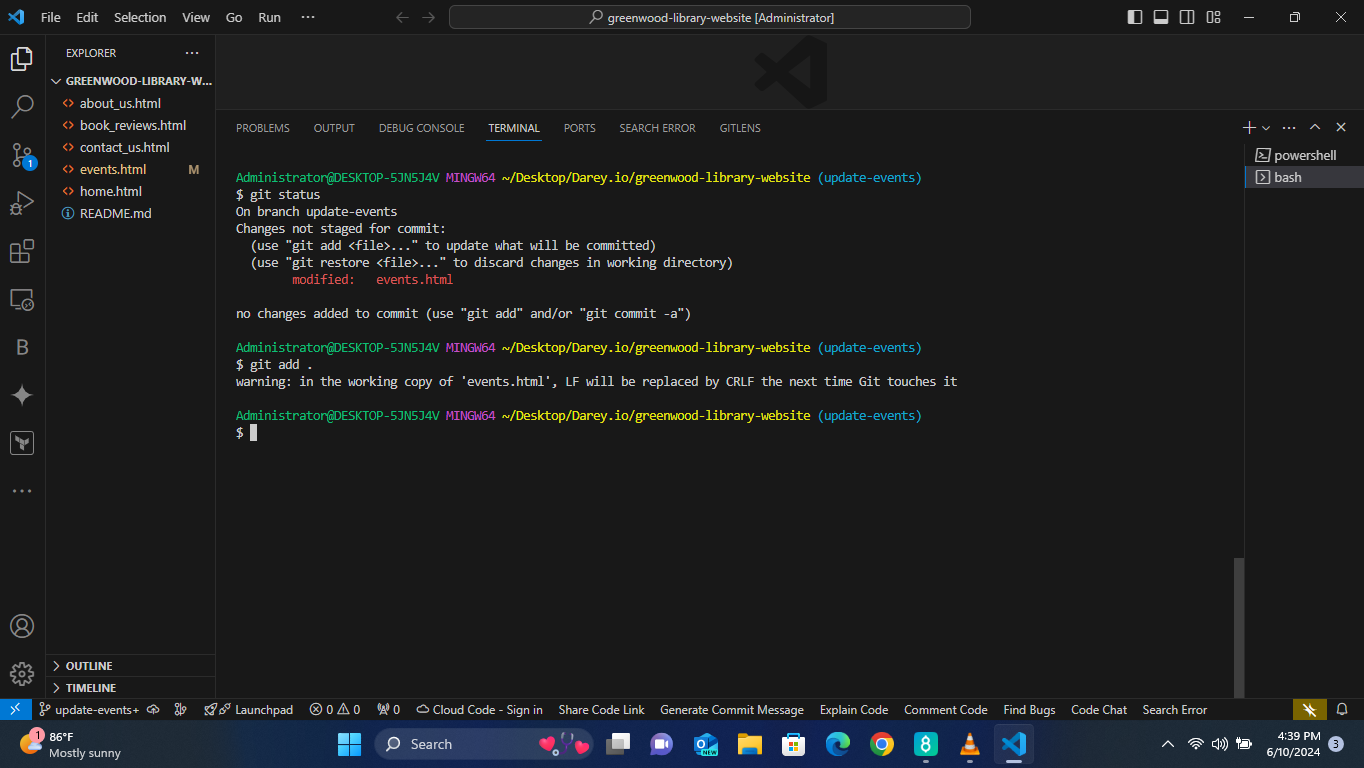 File Edit Selection View Go Run ···
greenwood-library-website [Administrator]
EXPLORER
GREENWOOD-LIBRARY-W...
about_us.html
book_reviews.html
contact_us.html
events.html M
home.html
README.md
OUTLINE
TIMELINE
1
B
PROBLEMS OUTPUT DEBUG CONSOLE TERMINAL PORTS SEARCH ERROR GITLENS
Administrator@DESKTOP-5JN5J4V MINGW64 ~/Desktop/Darey.io/greenwood-library-website (update-events)
$ git status
On branch update-events
Changes not staged for commit:
  (use "git add <file>..." to update what will be committed)
  (use "git restore <file>..." to discard changes in working directory)
        modified:   events.html
no changes added to commit (use "git add" and/or "git commit -a")
Administrator@DESKTOP-5JN5J4V MINGW64 ~/Desktop/Darey.io/greenwood-library-website (update-events)
$ git add .
warning: in the working copy of 'events.html', LF will be replaced by CRLF the next time Git touches it
Administrator@DESKTOP-5JN5J4V MINGW64 ~/Desktop/Darey.io/greenwood-library-website (update-events)
$
powershell
bash
update-events+ Launchpad 0 0 0 Cloud Code - Sign in Share Code Link Generate Commit Message Explain Code Comment Code Find Bugs Code Chat Search Error
1
86°F
Mostly sunny
Search
NEW
8
4:39 PM
6/10/2024
3